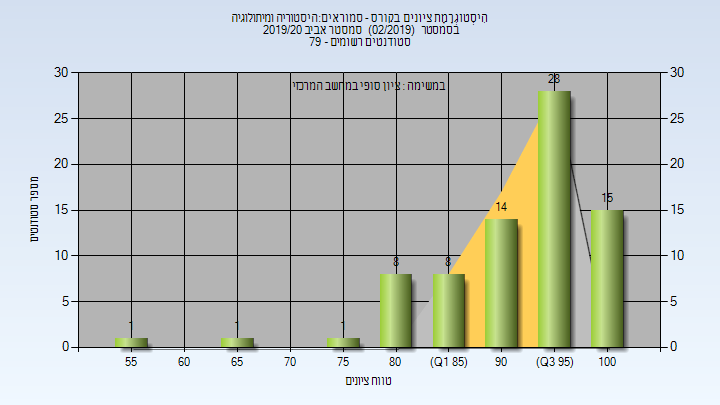 היסטוגרמת ציונים בקורס - סמוראים:היסטוריה ומיתולוגיה
בסמסטר (02/2019) סמסטר אביב 2019/20
סטודנטים רשומים - 79
במשימה : ציון סופי במחשב המרכזי
30 30
28
25 25
20 20
15 15
15
14
10 10
8 8
5 5
1 1 1
0 0
55 60 65 70 75 80 (Q1 85) 90 (Q3 95) 100
מספר סטודנטים
טווח ציונים